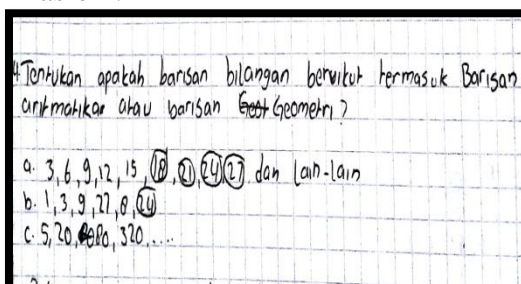 4. Tentukan apakah barisan bilangan berikut termasuk Barisan
aritmatika atau barisan Geometri?
a. 3, 6, 9, 12, 15, 18, 21, 24, 27 dan lain-lain
b. 1, 3, 9, 27, 8, 24
c. 5, 20, 80, 320, ....